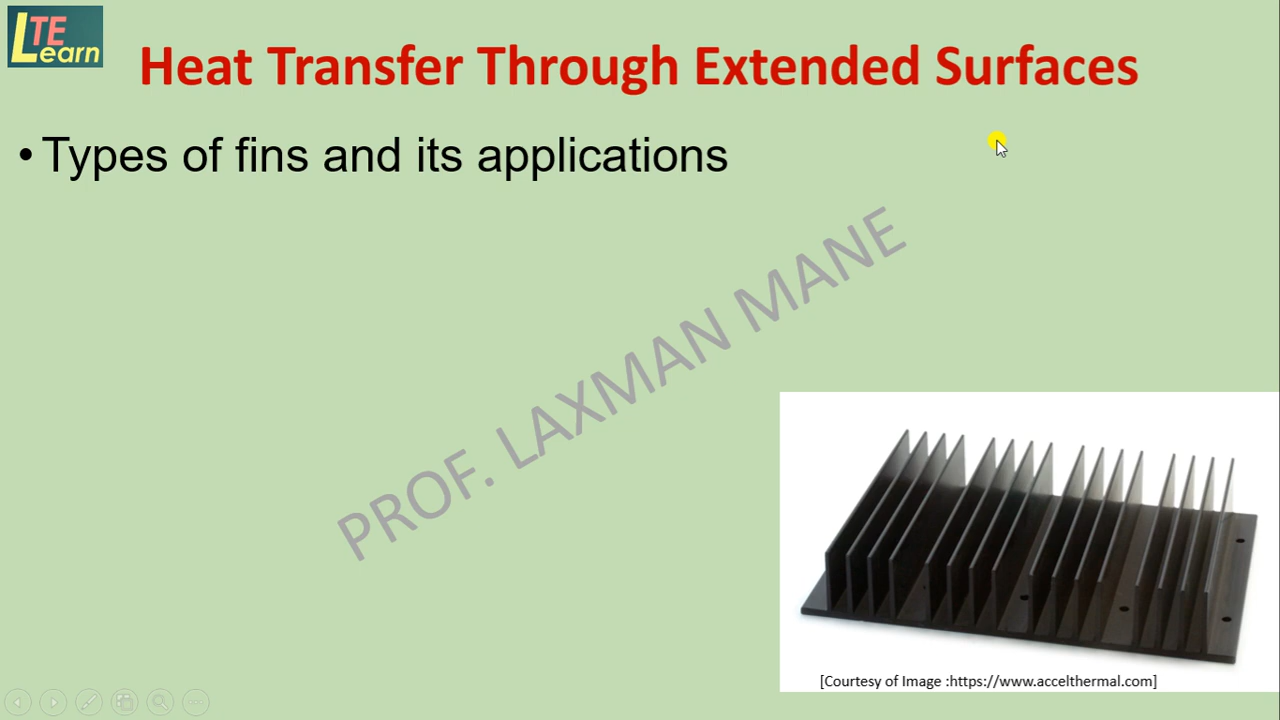 LTE
Learn
Heat Transfer Through Extended Surfaces
• Types of fins and its applications
PROF. LAXMAN MANE
[Courtesy of Image :https://www.accelthermal.com]